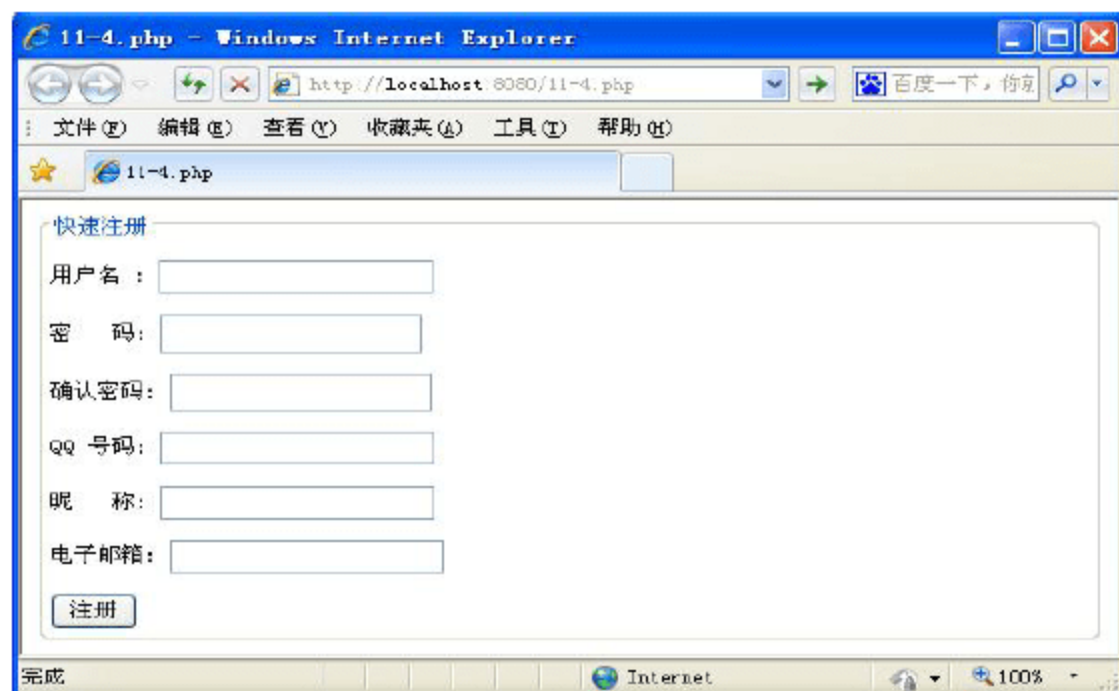 11-4.php - Windows Internet Explorer
http://localhost:8080/11-4.php
百度一下，你
文件(F) 编辑(E) 查看(V) 收藏夹(A) 工具(T) 帮助(H)
11-4.php
快速注册
用户名 ：
密 码：
确认密码：
QQ 号码：
昵 称：
电子邮箱：
注册
完成
Internet
100%